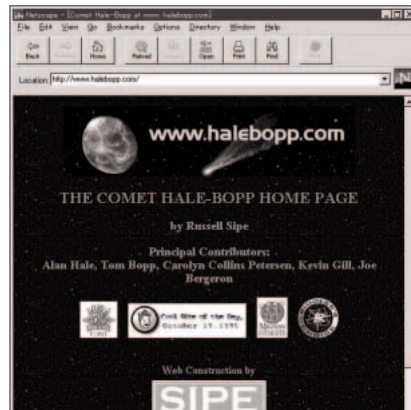 Netscape - [Comet Hale-Bopp at www.halebopp.com]
File Edit View Go Bookmarks Options Directory Window Help
Back Home Reload Open Print Find
Location: http://www.halebopp.com/
www.halebopp.com
THE COMET HALE-BOPP HOME PAGE
by Russell Sipe
Principal Contributors:
Alan Hale, Tom Bopp, Carolyn Collins Petersen, Kevin Gill, Joe
Bergeron
POINT
Cool Site of the Day,
October 19, 1995
Web Construction by
SIPE